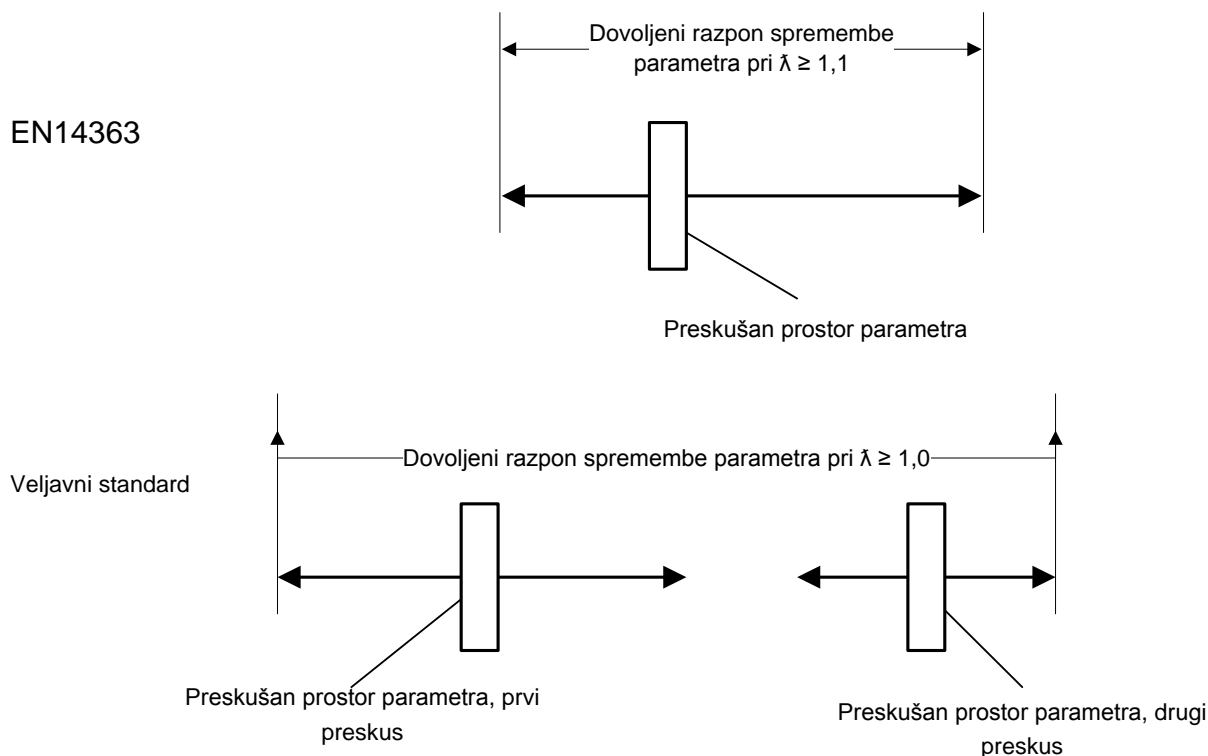 Dovoljeni razpon spremembe
parametra pri ƛ ≥ 1,1
EN14363
Preskušan prostor parametra
Dovoljeni razpon spremembe parametra pri ƛ ≥ 1,0
Veljavni standard
Preskušan prostor parametra, prvi
preskus
Preskušan prostor parametra, drugi
preskus